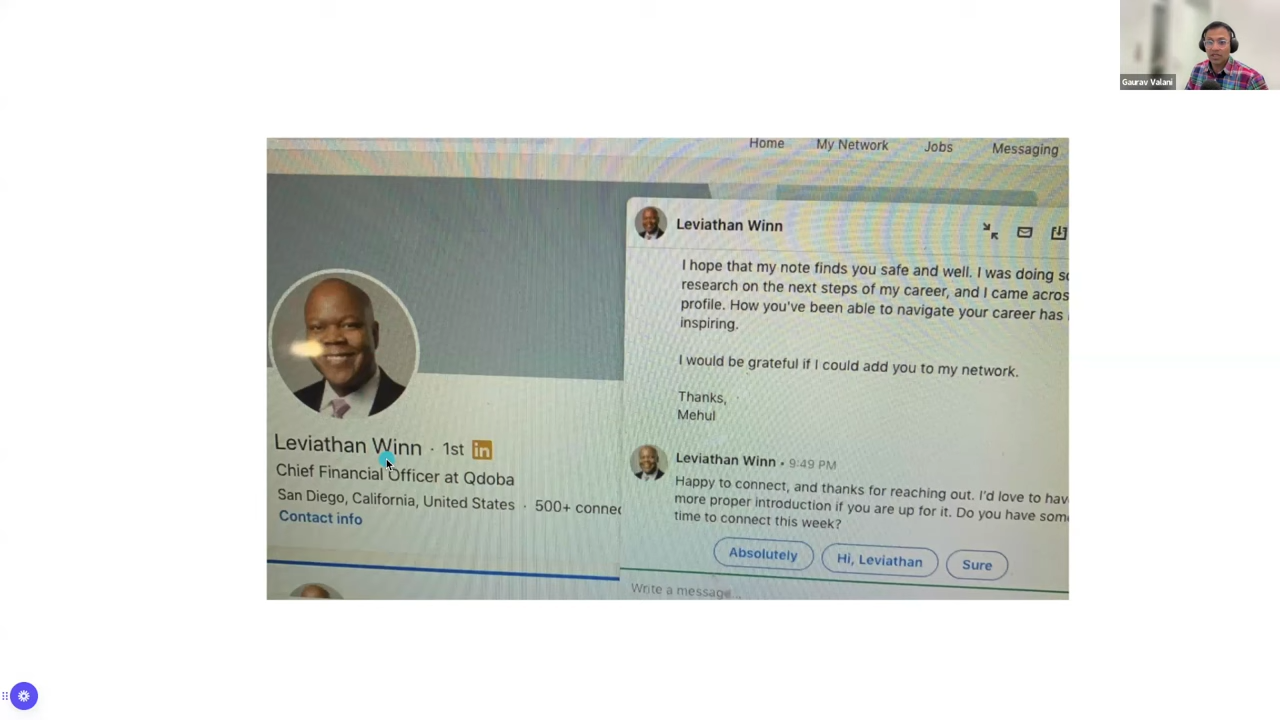 Gaurav Valani
Home My Network Jobs Messaging
Leviathan Winn
I hope that my note finds you safe and well. I was doing
research on the next steps of my career, and I came
profile. How you've been able to navigate your career has
inspiring.
I would be grateful if I could add you to my network.
Thanks,
Mehul
Leviathan Winn • 9:49 PM
Happy to connect, and thanks for reaching out. I'd love to
more proper introduction if you are up for it. Do you have
time to connect this week?
Absolutely Hi, Leviathan Sure
Write a message...
Leviathan Winn · 1st in
Chief Financial Officer at Qdoba
San Diego, California, United States · 500+
Contact info